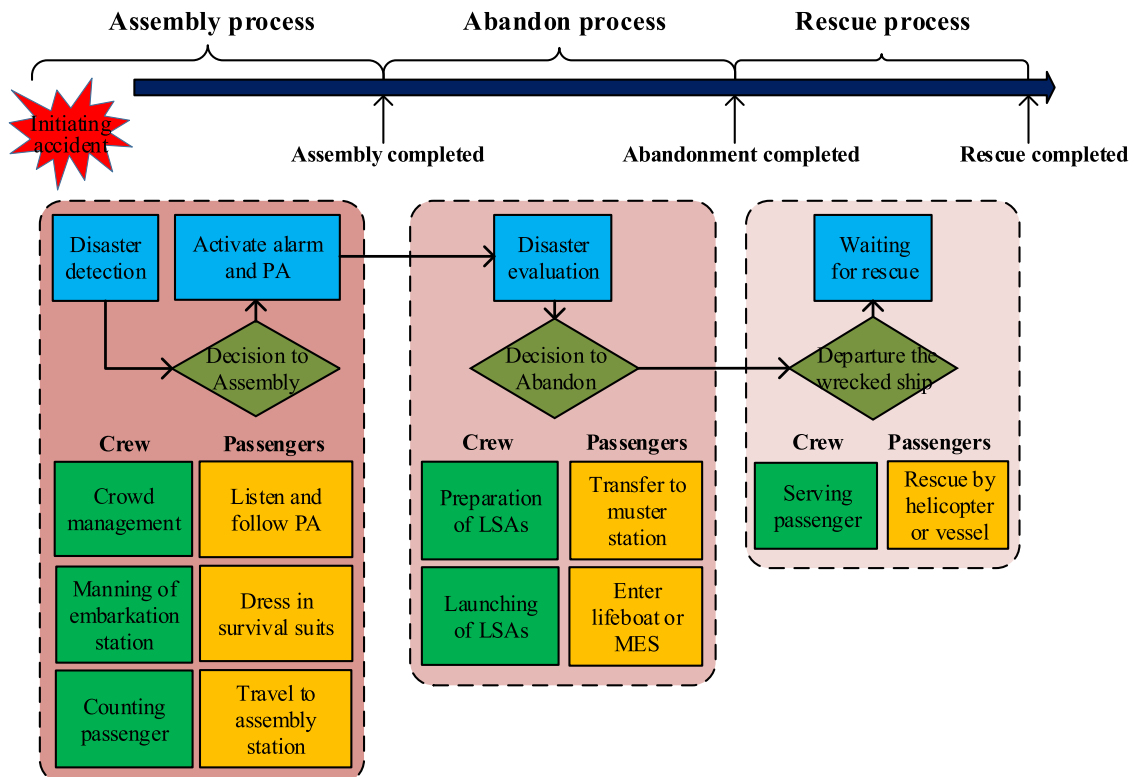 Assembly process
Abandon process
Rescue process
Initiating
accident
Assembly completed
Abandonment completed
Rescue completed
Disaster
detection
Activate alarm
and PA
Decision to
Assembly
Crew
Passengers
Crowd
management
Listen and
follow PA
Manning of
embarkation
station
Dress in
survival suits
Counting
passenger
Travel to
assembly
station
Disaster
evaluation
Decision to
Abandon
Crew
Passengers
Preparation
of LSAs
Transfer to
muster
station
Launching
of LSAs
Enter
lifeboat or
MES
Waiting
for rescue
Departure the
wrecked ship
Crew
Passengers
Serving
passenger
Rescue by
helicopter
or vessel